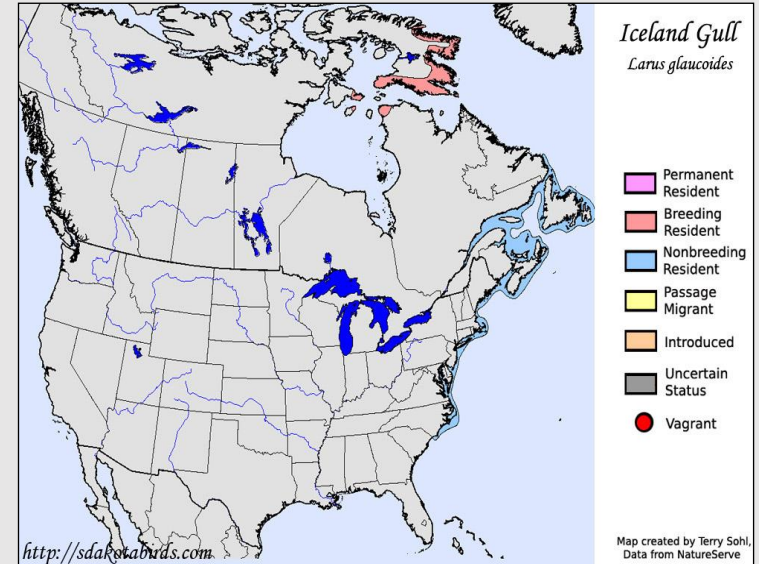 Iceland Gull
Larus glaucoides
Permanent
Resident
Breeding
Resident
Nonbreeding
Resident
Passage
Migrant
Introduced
Uncertain
Status
Vagrant
http://sdakotabirds.com
Map created by Terry Sohl,
Data from NatureServe